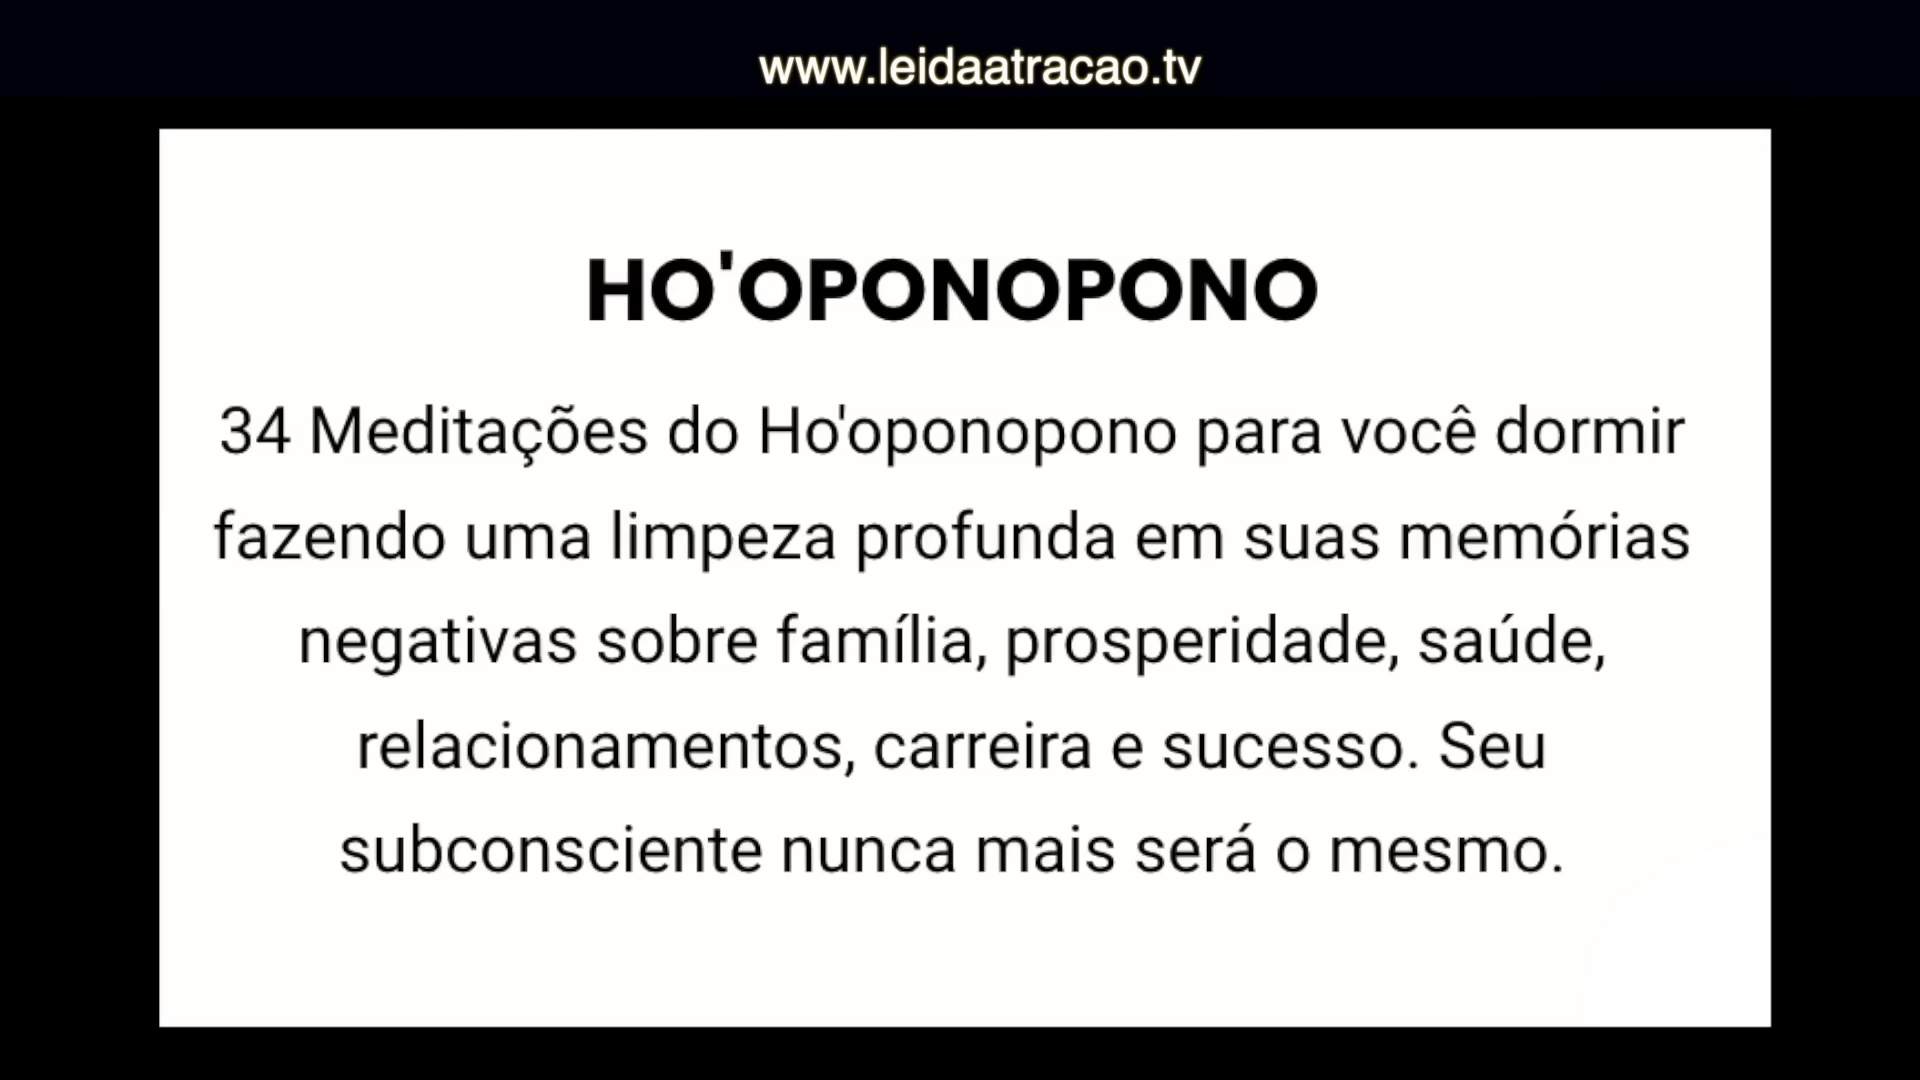 www.leidaatracao.tv
HO'OPONOPONO
34 Meditações do Ho'oponopono para você dormir
fazendo uma limpeza profunda em suas memórias
negativas sobre família, prosperidade, saúde,
relacionamentos, carreira e sucesso. Seu
subconsciente nunca mais será o mesmo.